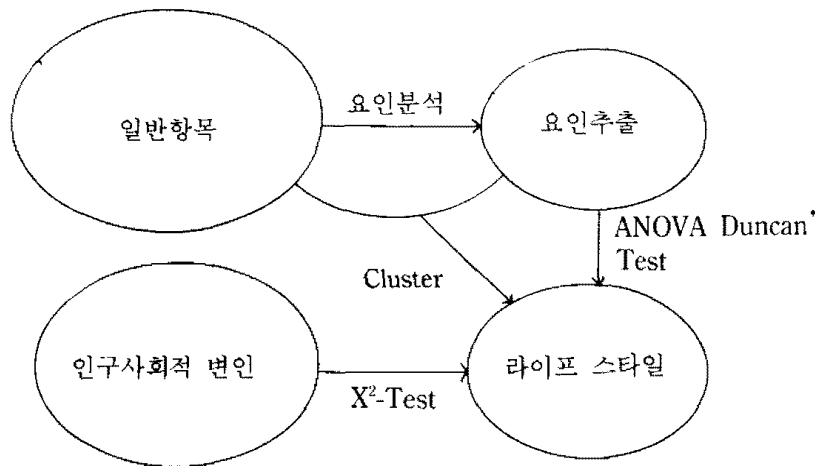 일반항목
요인분석
요인추출
ANOVA Duncan'
Test
Cluster
인구사회적 변인
X²-Test
라이프 스타일